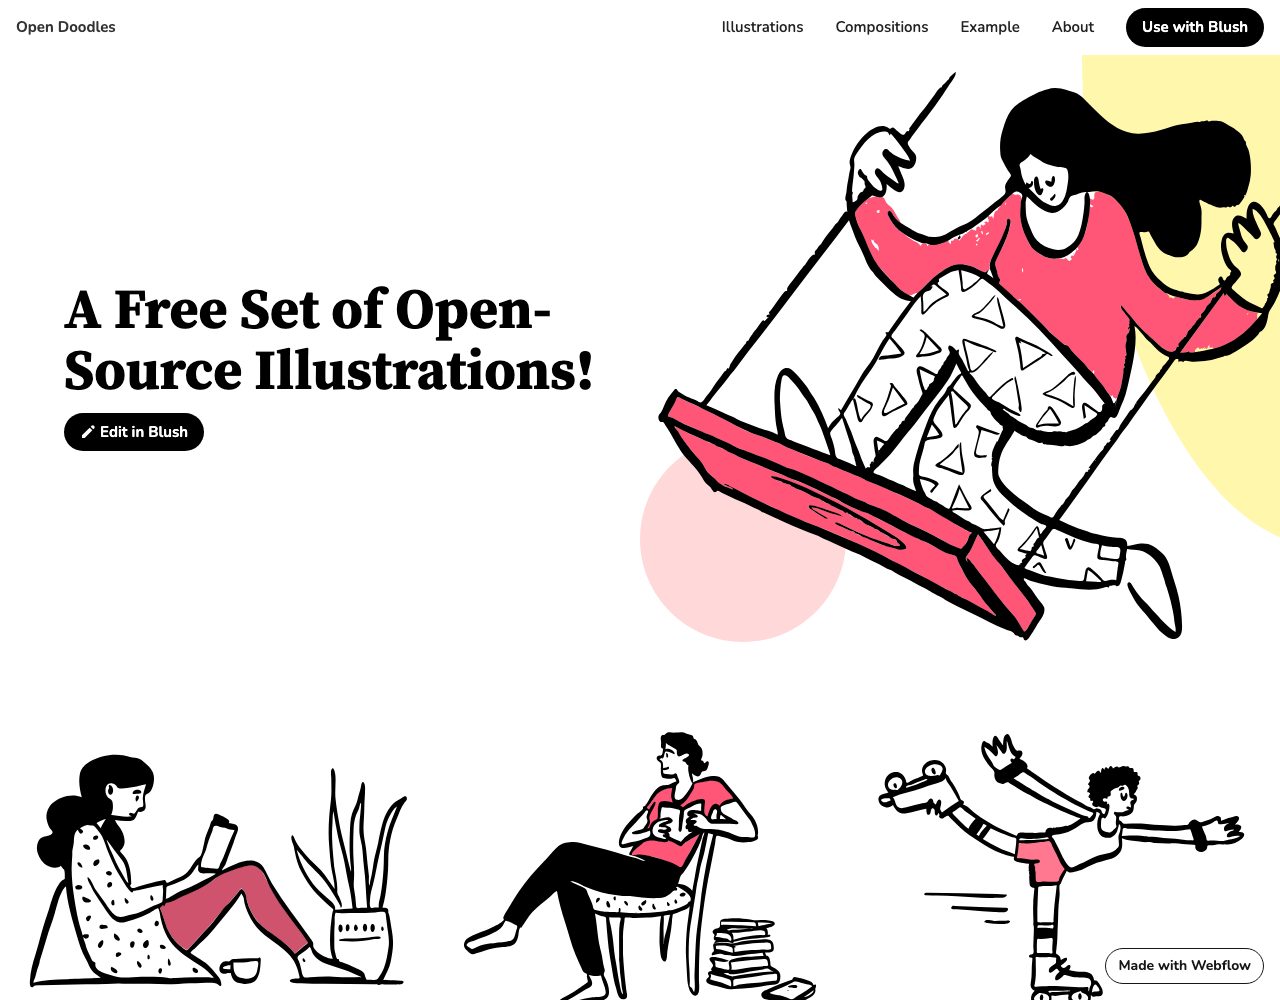 Open Doodles
Illustrations
Compositions
Example
About
Use with Blush
A Free Set of Open-
Source Illustrations!
Edit in Blush
Made with Webflow